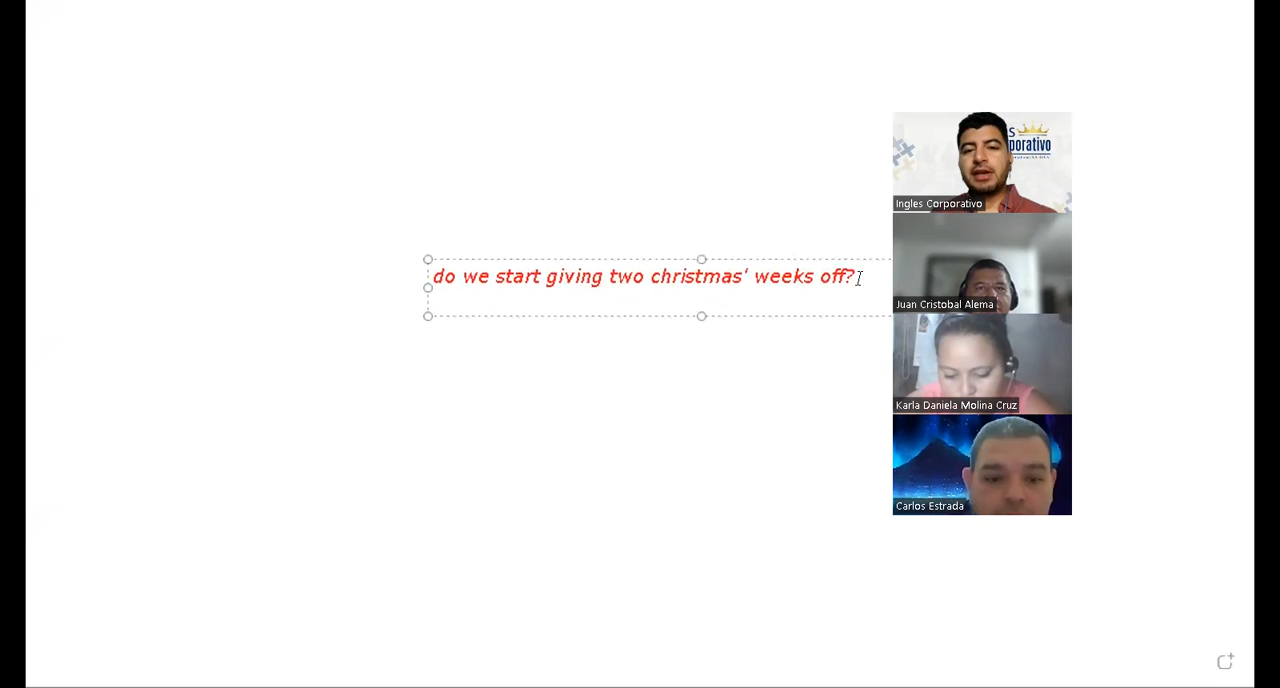 do we start giving two christmas' weeks off?
S
porativo
Ingles Corporativo
Juan Cristobal Alema
Karla Daniela Molina Cruz
Carlos Estrada